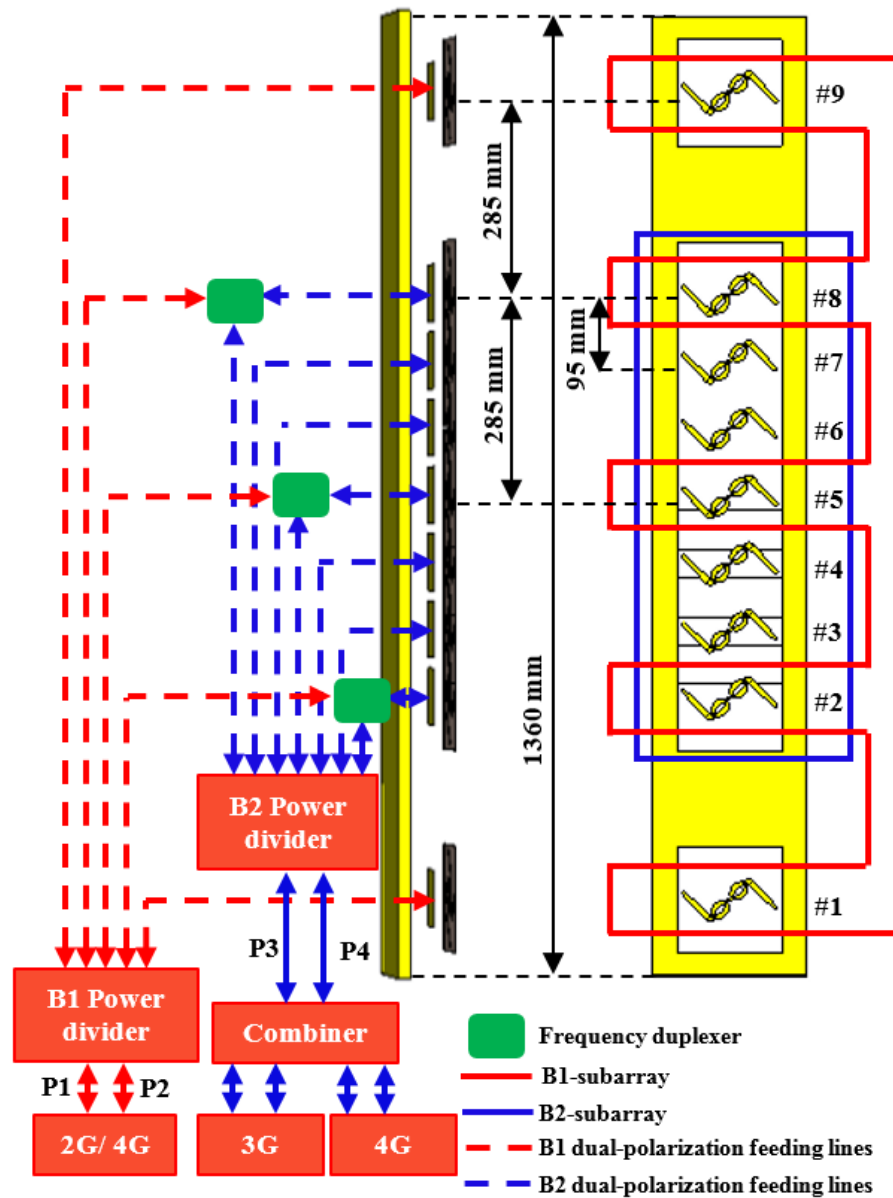 #9
285 mm
#8
95 mm
#7
285 mm
#6
#5
#4
#3
1360 mm
#2
B2 Power
divider
#1
P3
P4
B1 Power
divider
Combiner
Frequency duplexer
P1
P2
B1-subarray
B2-subarray
2G/ 4G
3G
4G
B1 dual-polarization feeding lines
B2 dual-polarization feeding lines